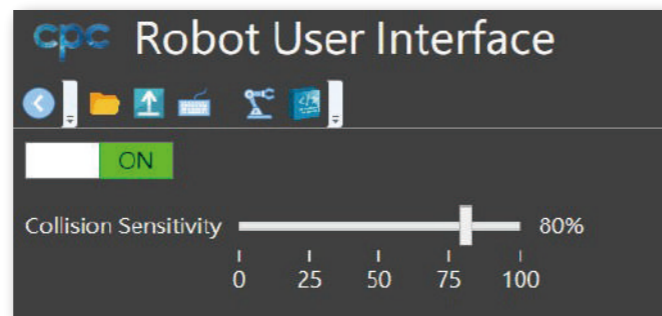 cpc Robot User Interface
ON
Collision Sensitivity 80%
0 25 50 75 100